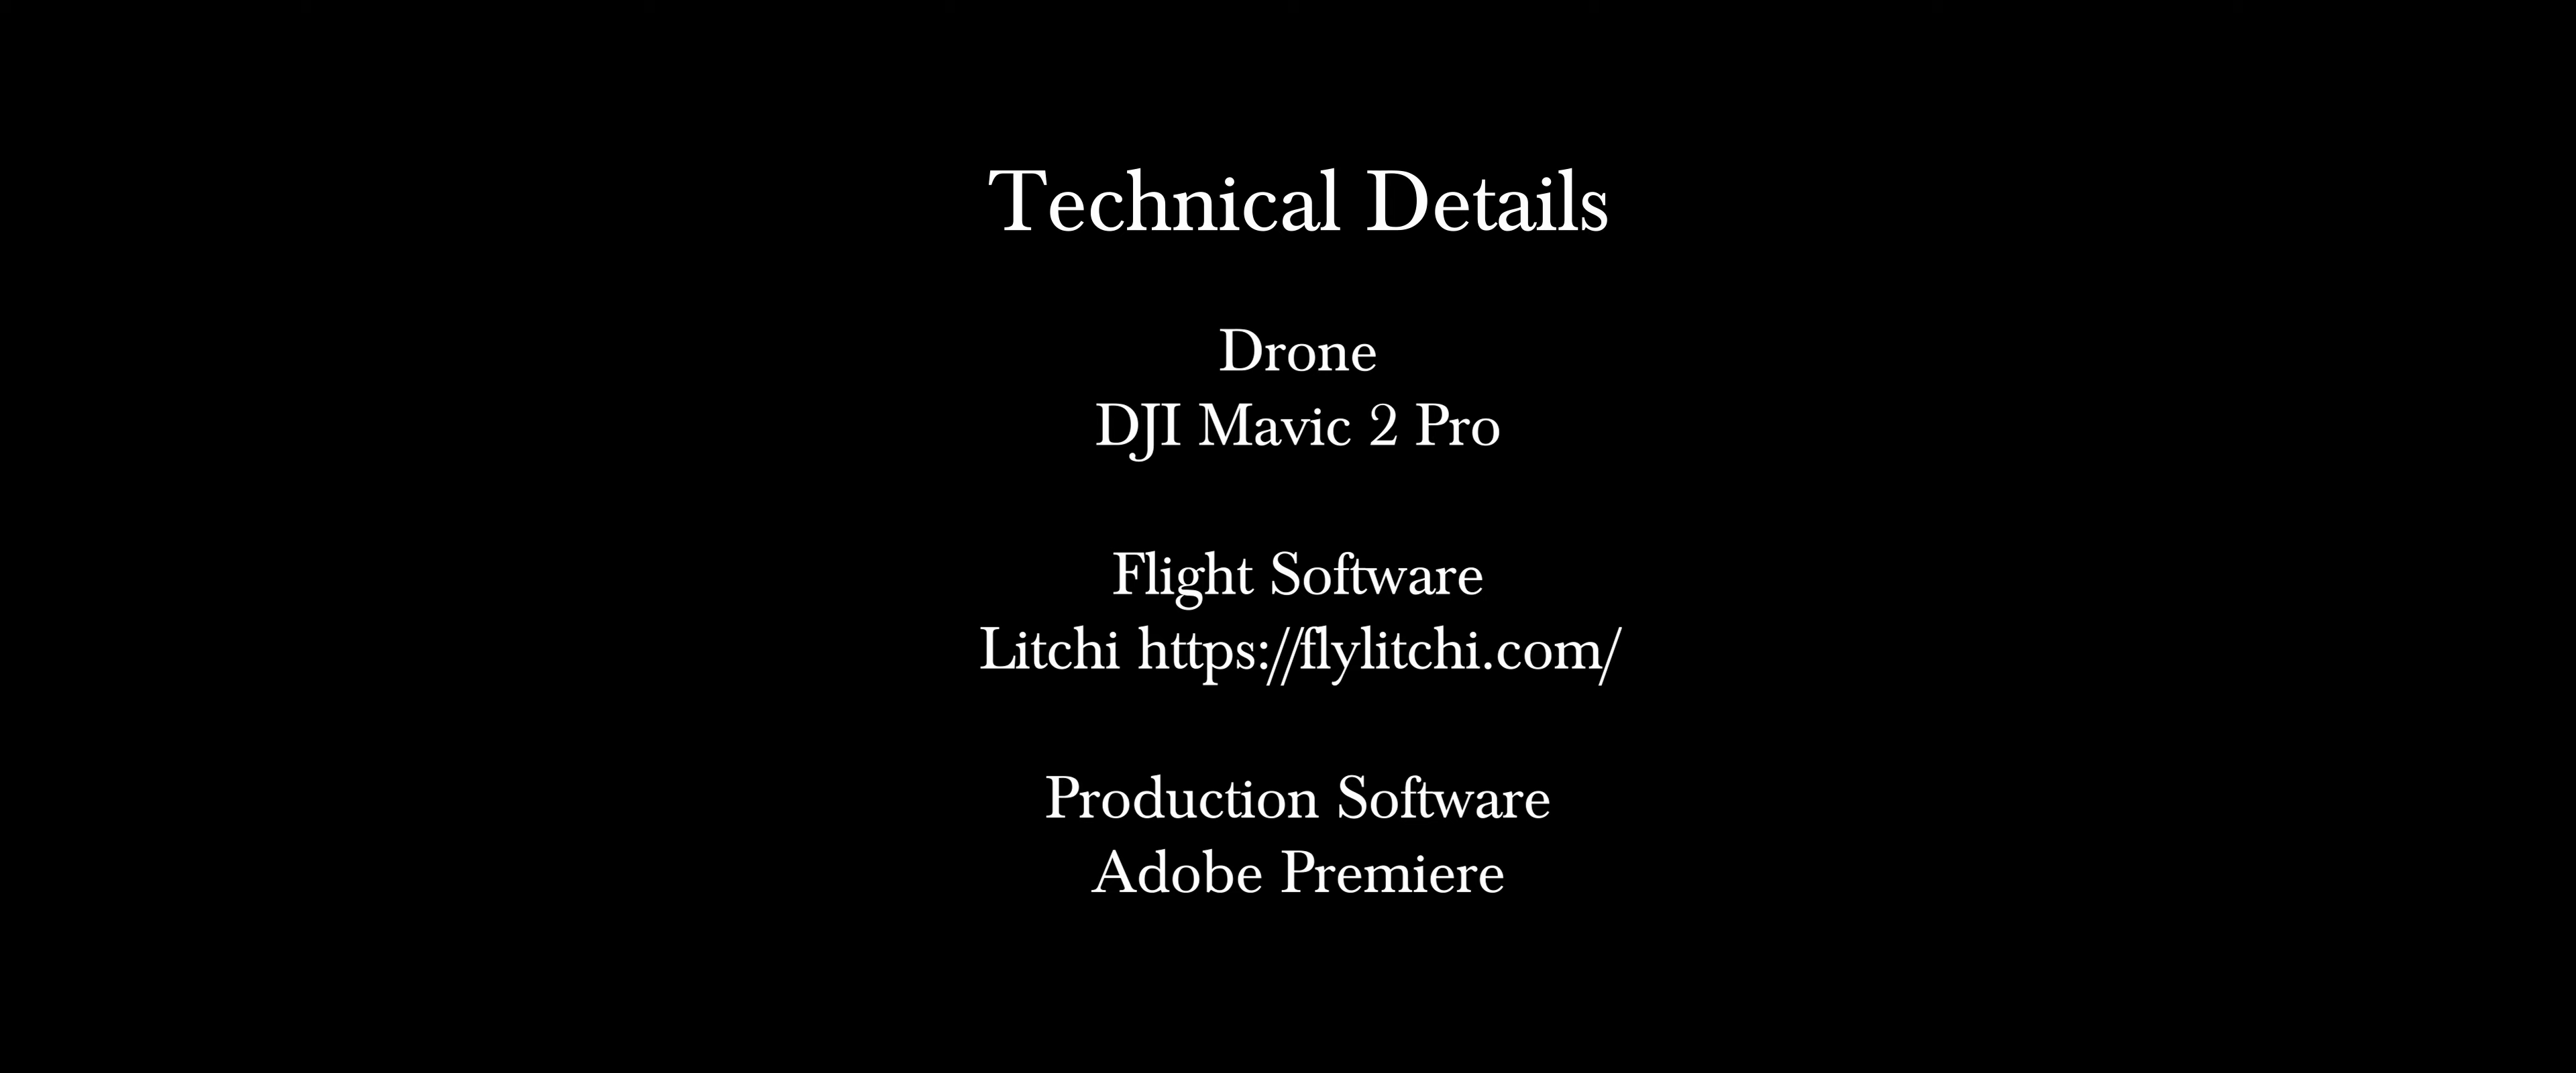 Technical Details
Drone
DJI Mavic 2 Pro
Flight Software
Litchi https://flylitchi.com/
Production Software
Adobe Premiere